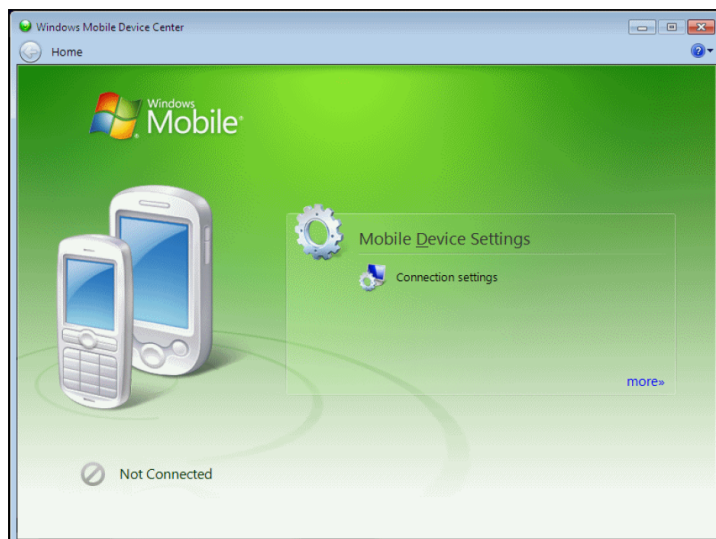 Windows Mobile Device Center
Home
Windows
Mobile
Mobile Device Settings
Connection settings
more»
Not Connected